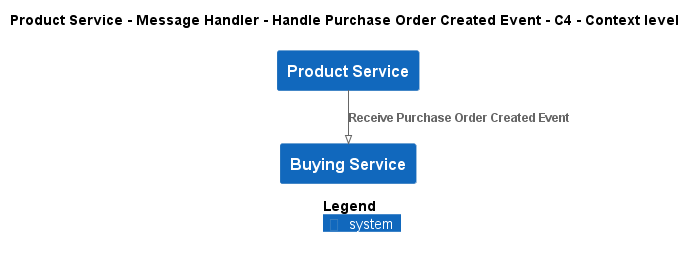 Product Service - Message Handler - Handle Purchase Order Created Event - C4 - Context level
Product Service
Receive Purchase Order Created Event
Buying Service
Legend
system